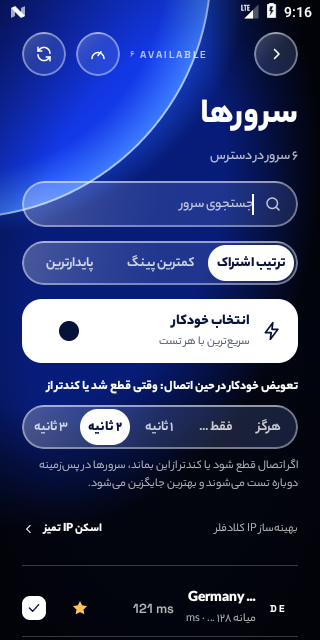 LTE 9:16
۶ AVAILABLE
سرورها
۶ سرور در دسترس
جستجوی سرور
ترتیب اشتراک
کمترین پینگ
پایدارترین
انتخاب خودکار
سریع‌ترین با هر تست
تعویض خودکار در حین اتصال: وقتی قطع شد یا کندتر از
هرگز
فقط ...
۱ ثانیه
۲ ثانیه
۳ ثانیه
اگر اتصال قطع شود یا کندتر از این بماند، سرورها در پس‌زمینه
دوباره تست می‌شوند و بهترین جایگزین می‌شود.
بهینه‌ساز IP کلادفلر
اسکن IP تمیز
DE
Germany ...
میانه ۱۲۸ ... · ms
121 ms